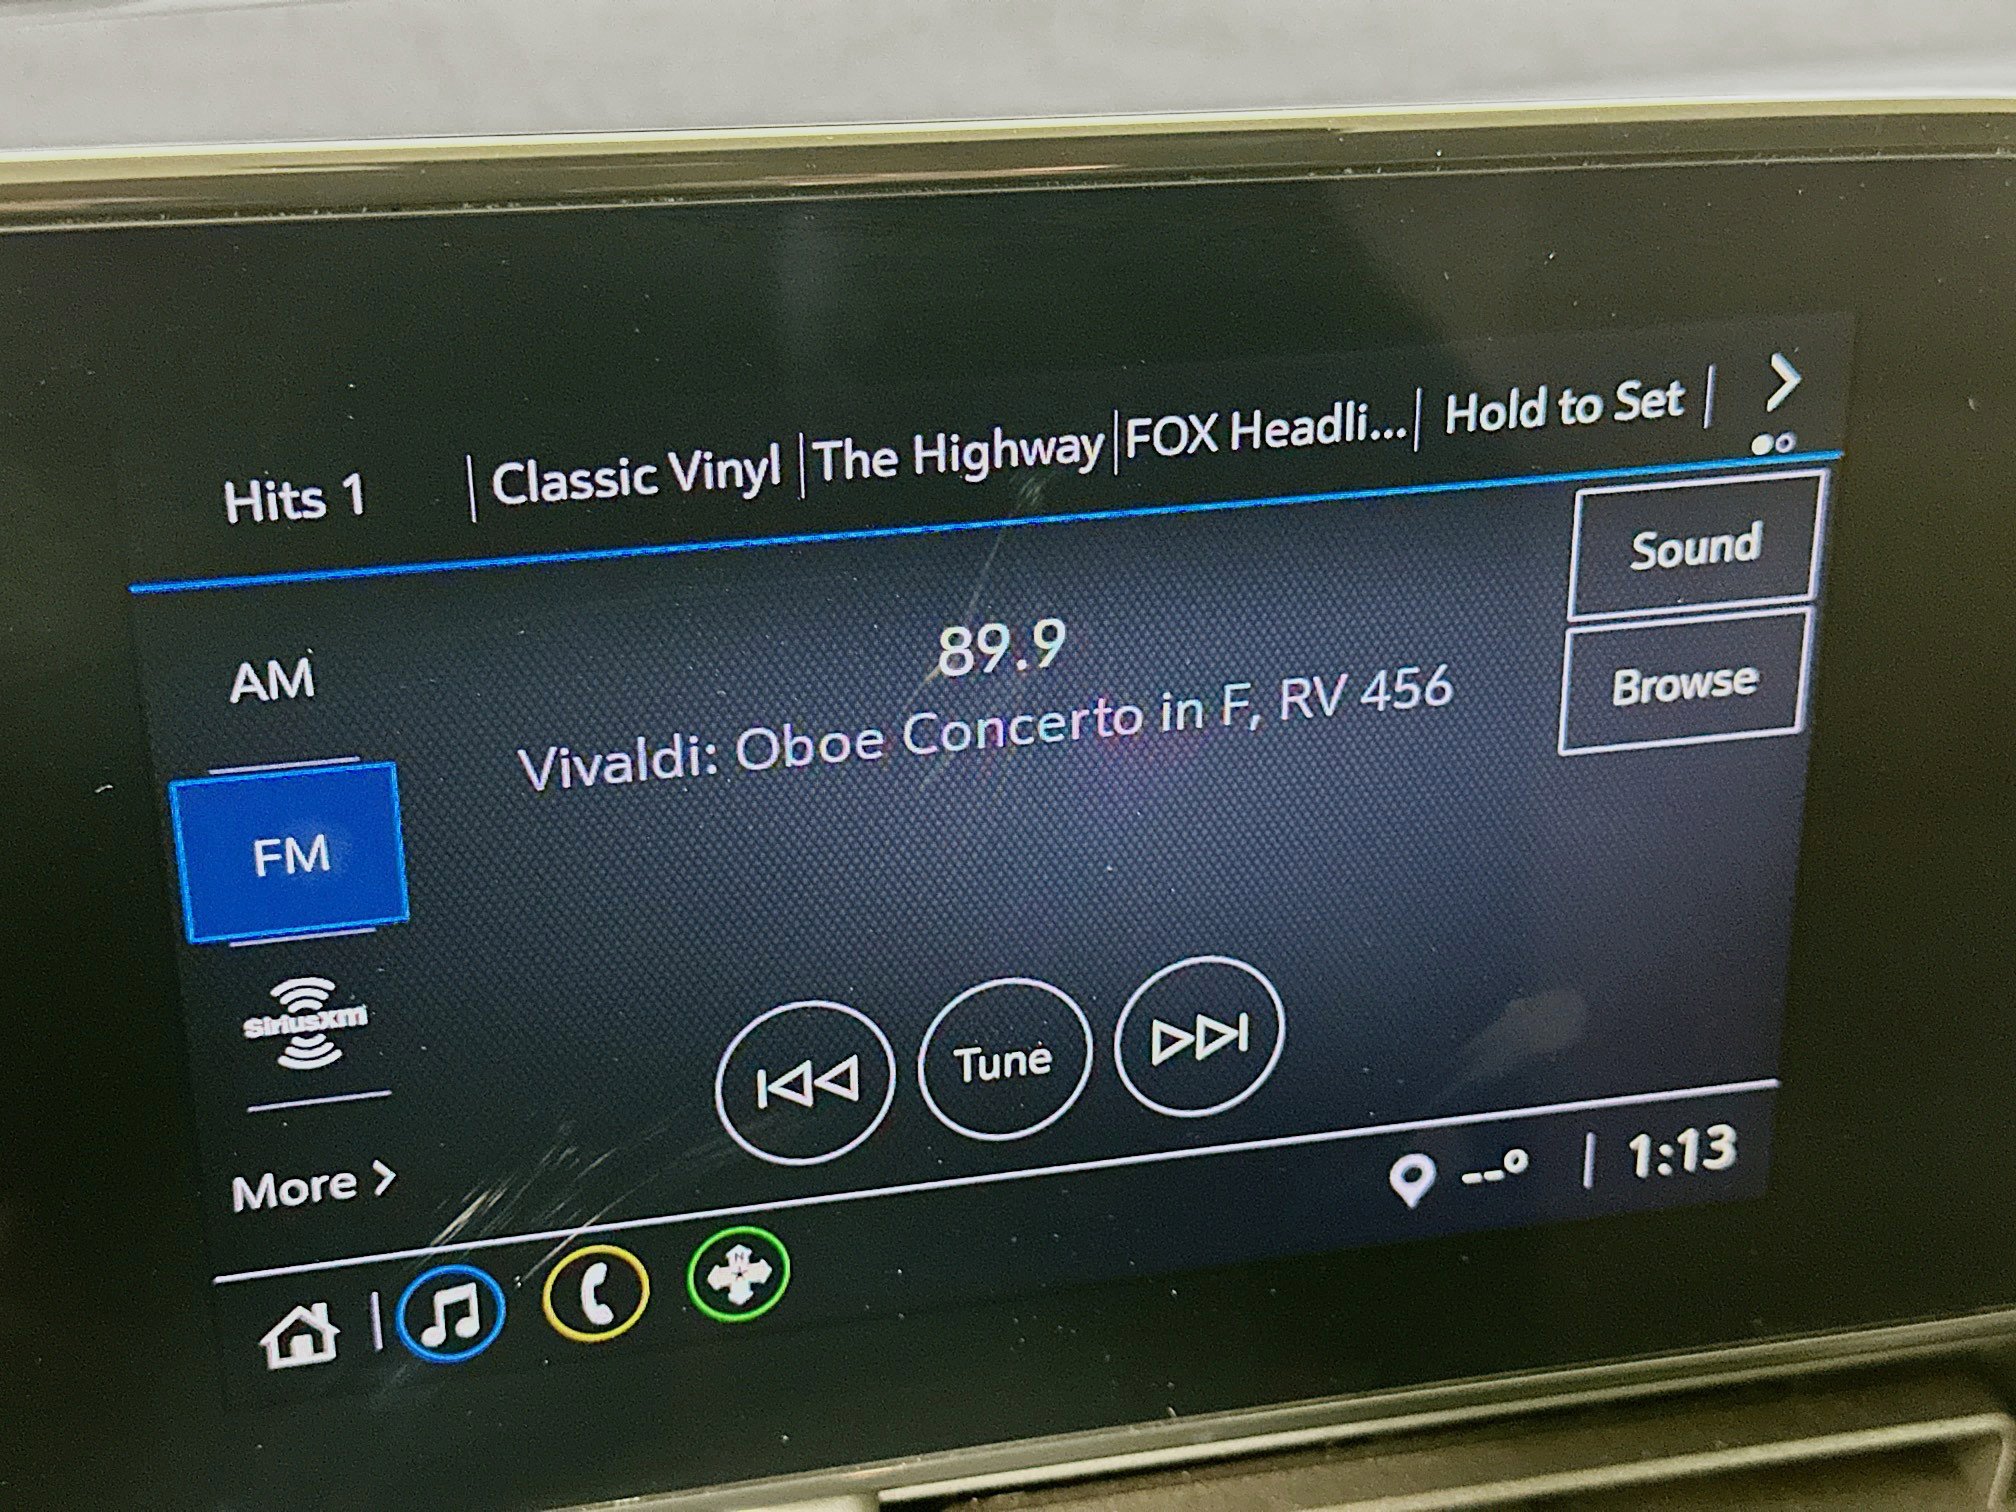 Hits 1 | Classic Vinyl | The Highway | FOX Headli... | Hold to Set |
Sound
AM
89.9
Browse
Vivaldi: Oboe Concerto in F, RV 456
FM
siriusxm
Tune
More >
--° | 1:13
N